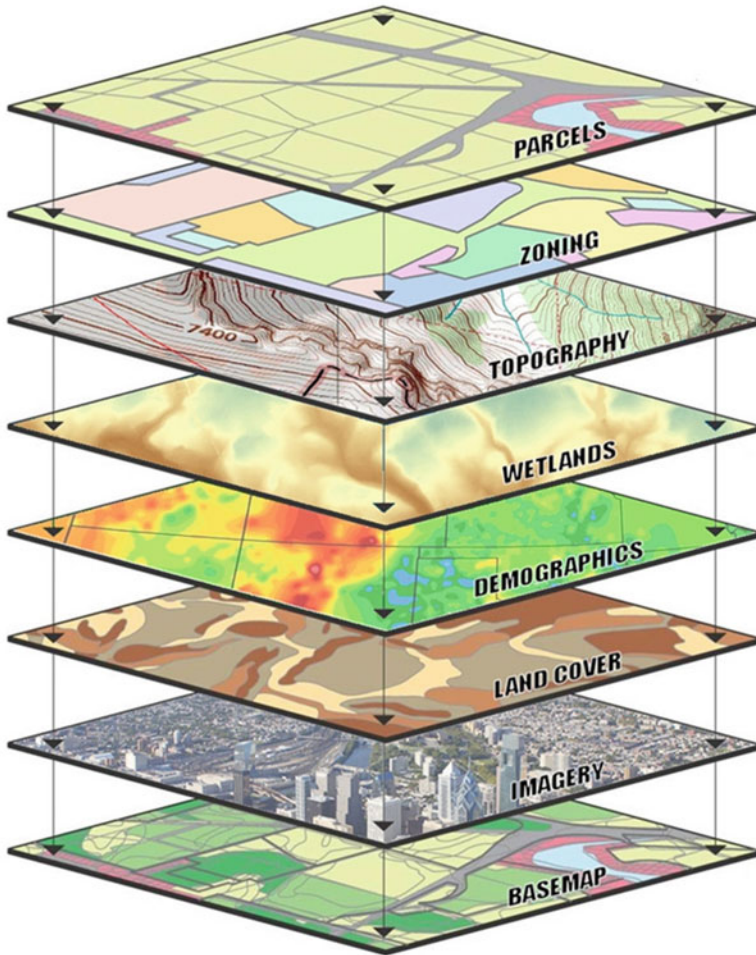 PARCELS
ZONING
7400
TOPOGRAPHY
WETLANDS
DEMOGRAPHICS
LAND COVER
IMAGERY
BASEMAP